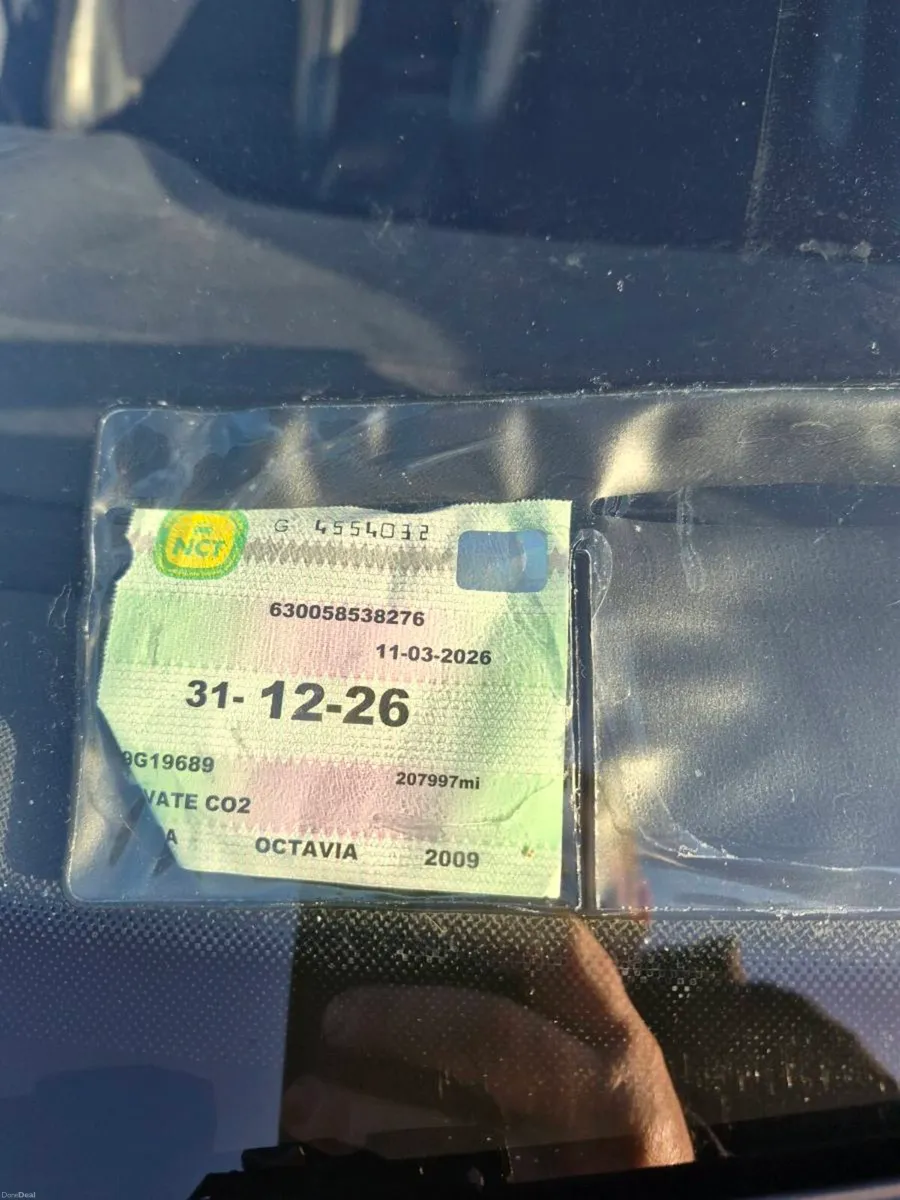 NCT
G 4554032
630058538276
11-03-2026
31-12-26
9G19689
207997mi
VATE CO2
A OCTAVIA 2009
DoneDeal